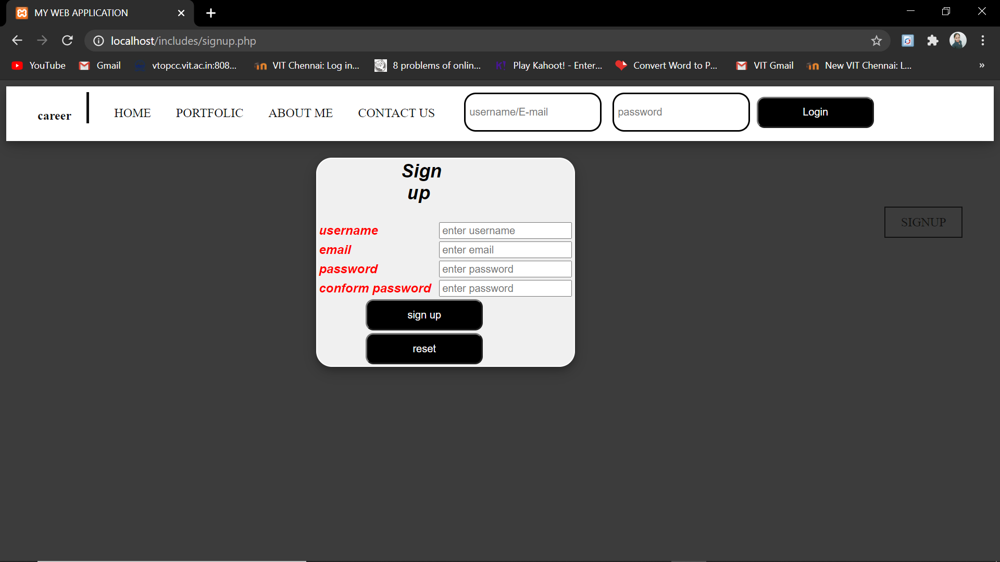 MY WEB APPLICATION
localhost/includes/signup.php
YouTube Gmail vtopcc.vit.ac.in:808... VIT Chennai: Log in... 8 problems of onlin... Play Kahoot! - Enter... Convert Word to P... VIT Gmail New VIT Chennai: L... »
career HOME PORTFOLIC ABOUT ME CONTACT US username/E-mail password Login
Sign
up
SIGNUP
username enter username
email enter email
password enter password
conform password enter password
sign up
reset